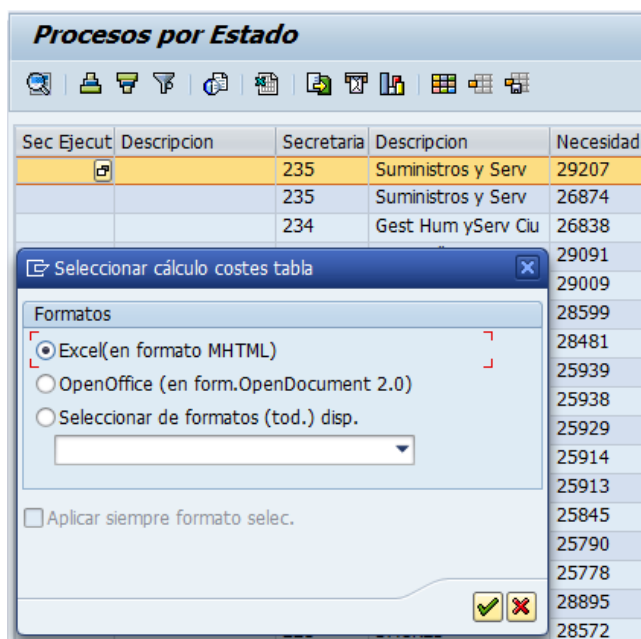 Procesos por Estado
Sec Ejecut Descripcion Secretaria Descripcion Necesidad
235 Suministros y Serv 29207
235 Suministros y Serv 26874
234 Gest Hum yServ Ciu 26838
29091
Seleccionar cálculo costes tabla
29009
Formatos
28599
Excel(en formato MHTML)
28481
OpenOffice (en form.OpenDocument 2.0)
25939
Seleccionar de formatos (tod.) disp.
25938
25929
25914
25913
Aplicar siempre formato selec.
25845
25790
25778
28895
28572